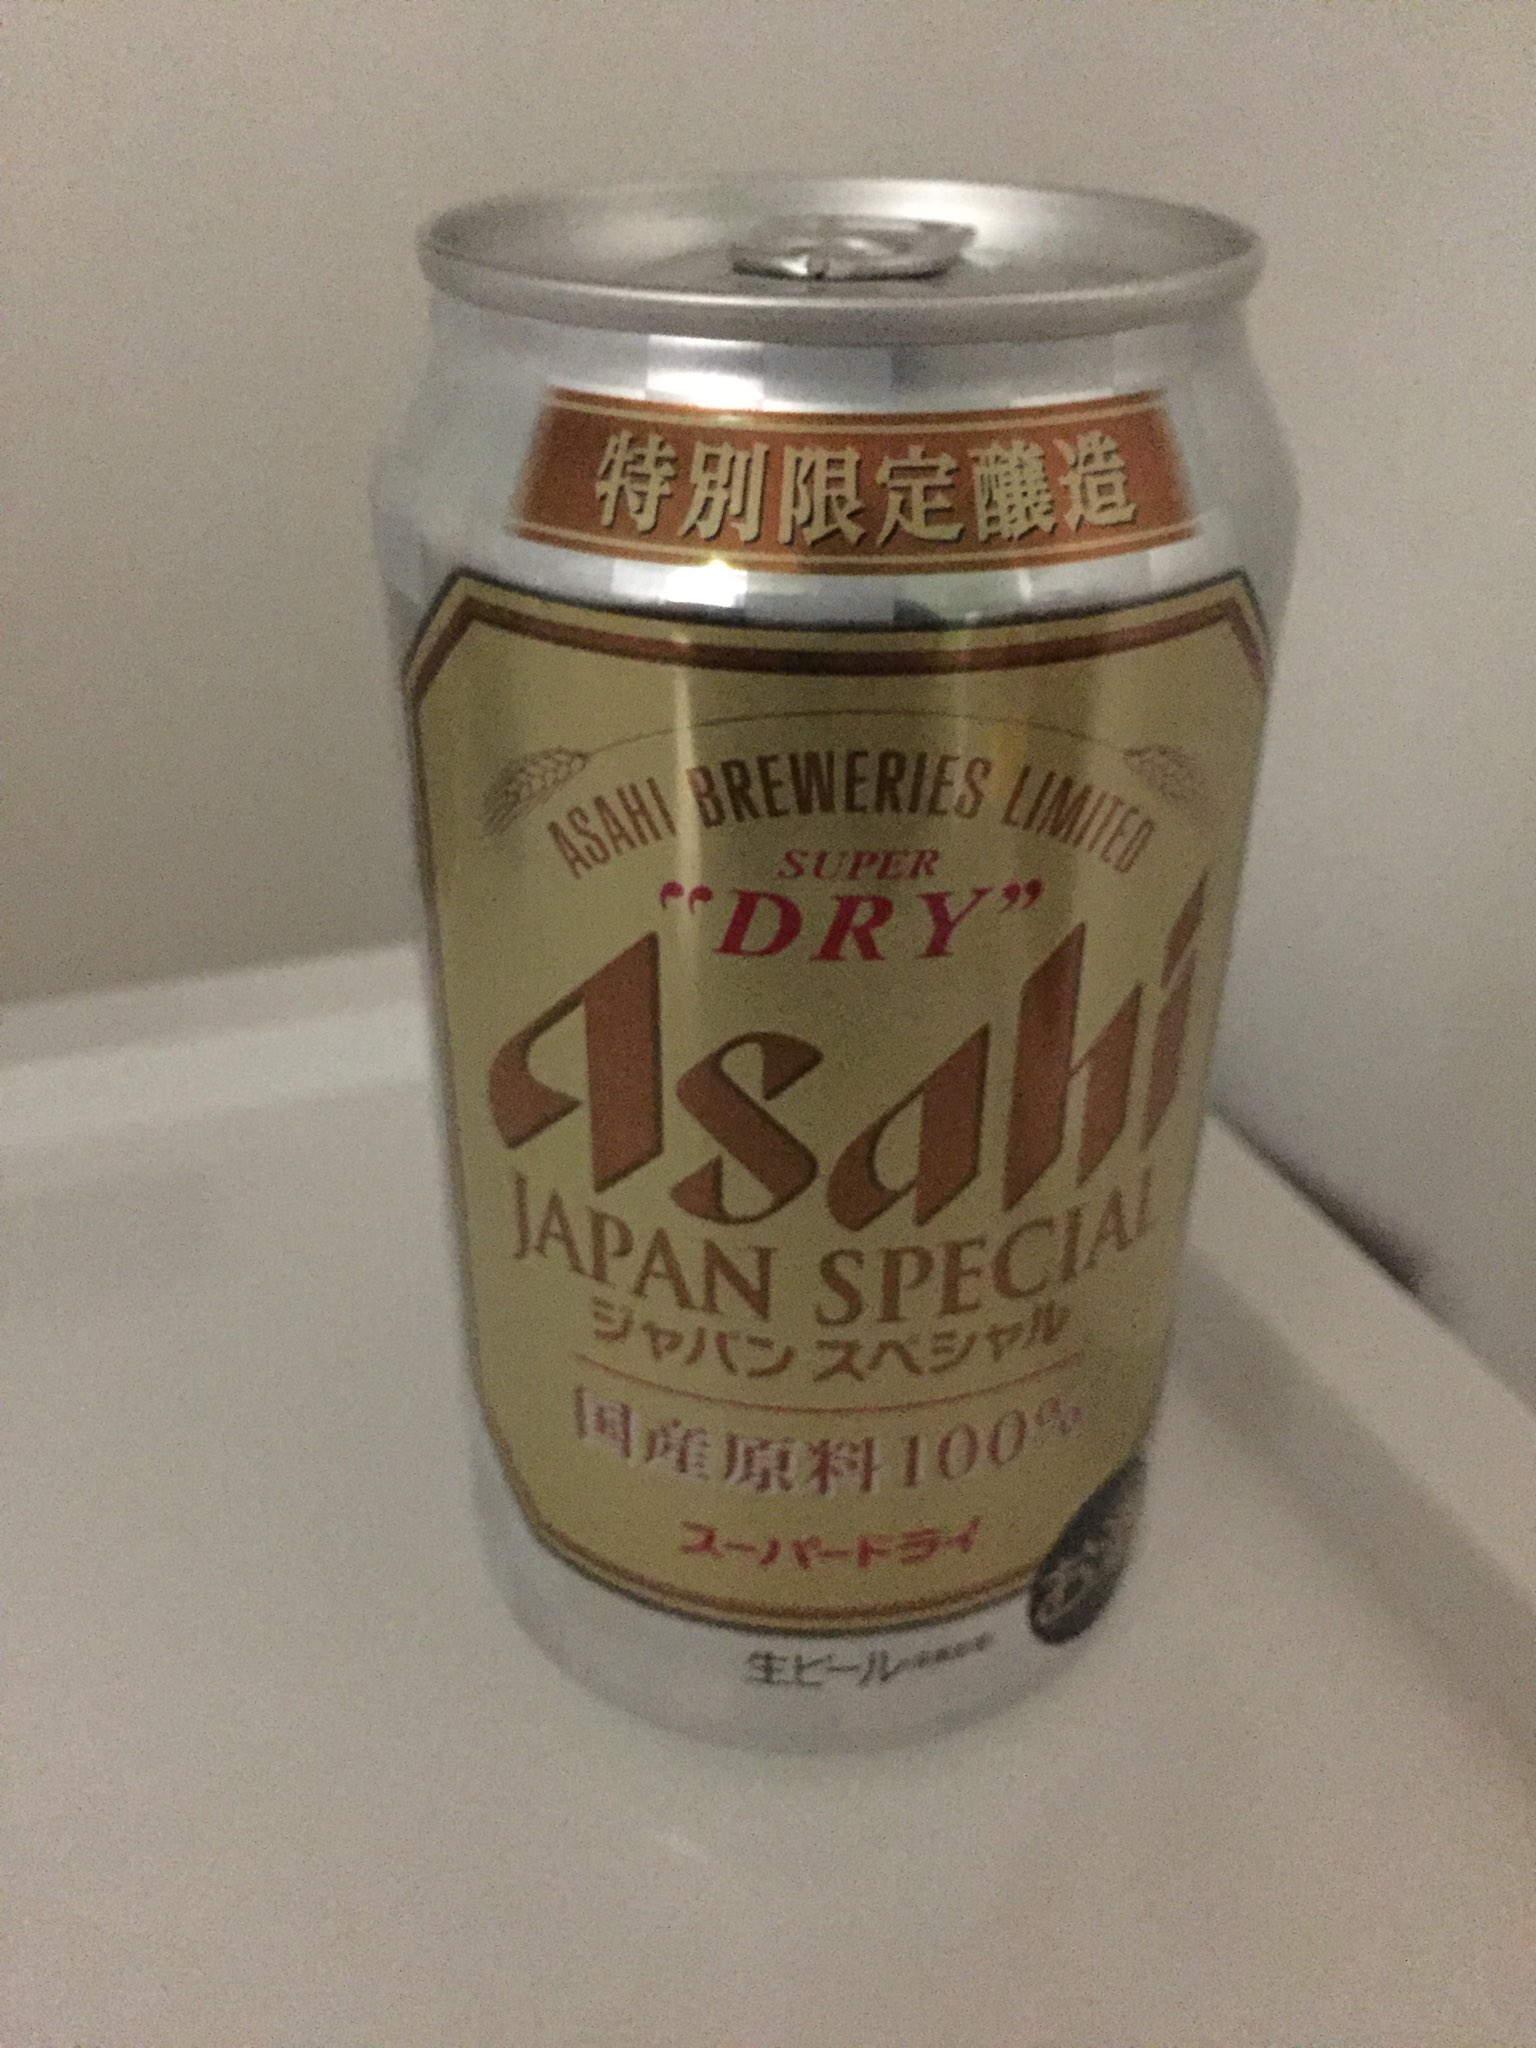 特別限定醸造
ASAHI BREWERIES LIMITED
SUPER
"DRY"
Asahi
JAPAN SPECIAL
ジャパン スペシャル
国産原料100%
スーパードライ
生ビール